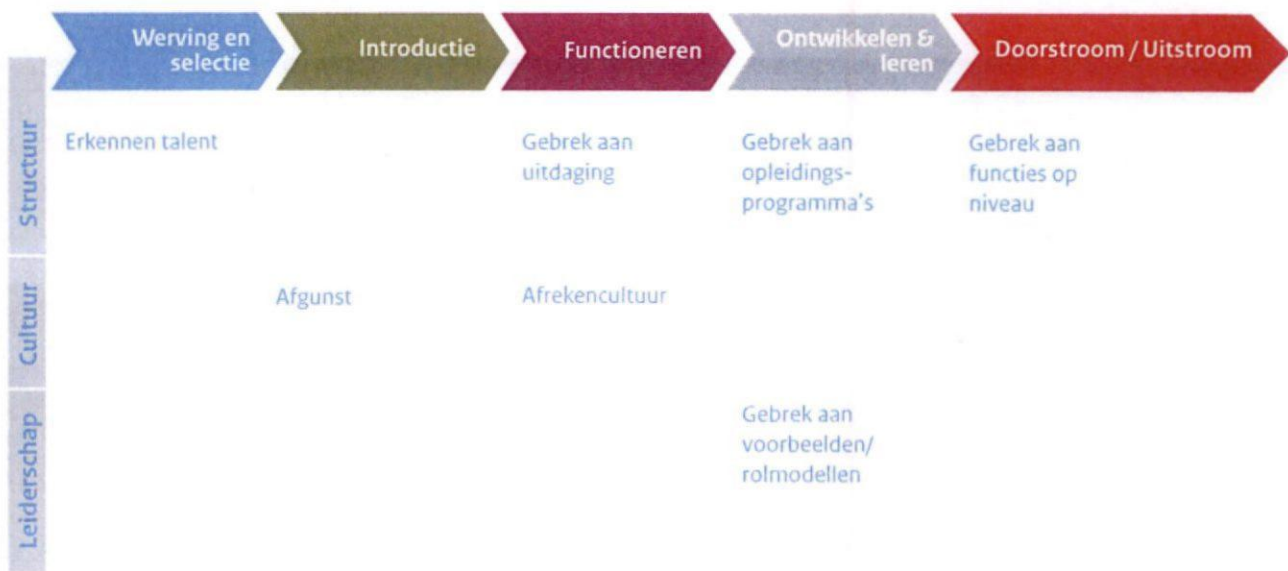 Werving en
selectie
Introductie
Functioneren
Ontwikkelen &
leren
Doorstroom / Uitstroom
Structuur
Erkennen talent
Gebrek aan
uitdaging
Gebrek aan
opleidings-
programma's
Gebrek aan
functies op
niveau
Cultuur
Afgunst
Afrekencultuur
Leiderschap
Gebrek aan
voorbeelden/
rolmodellen